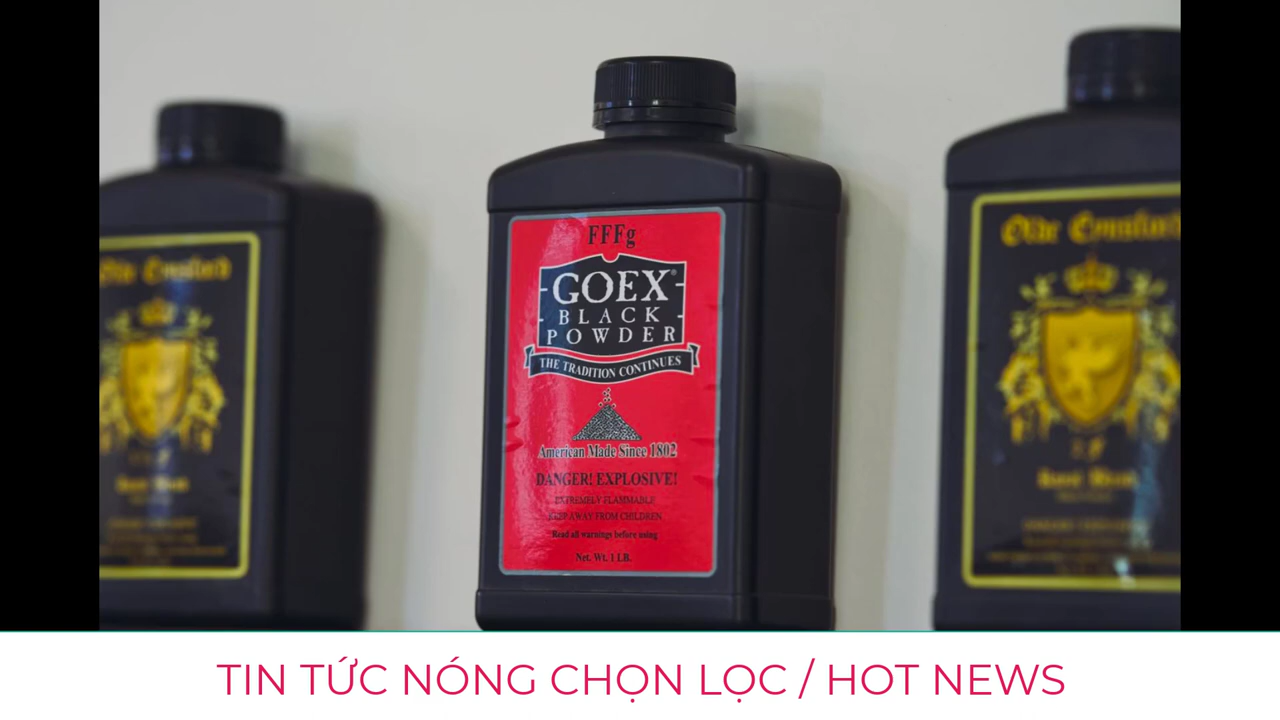 FFFg
GOEX®
BLACK
POWDER
THE TRADITION CONTINUES
American Made Since 1802
DANGER! EXPLOSIVE!
EXTREMELY FLAMMABLE
KEEP AWAY FROM CHILDREN
Read all warnings before using
Net. Wt. 1 LB.
Olde Eynsford
Olde Eynsford
TIN TỨC NÓNG CHỌN LỌC / HOT NEWS